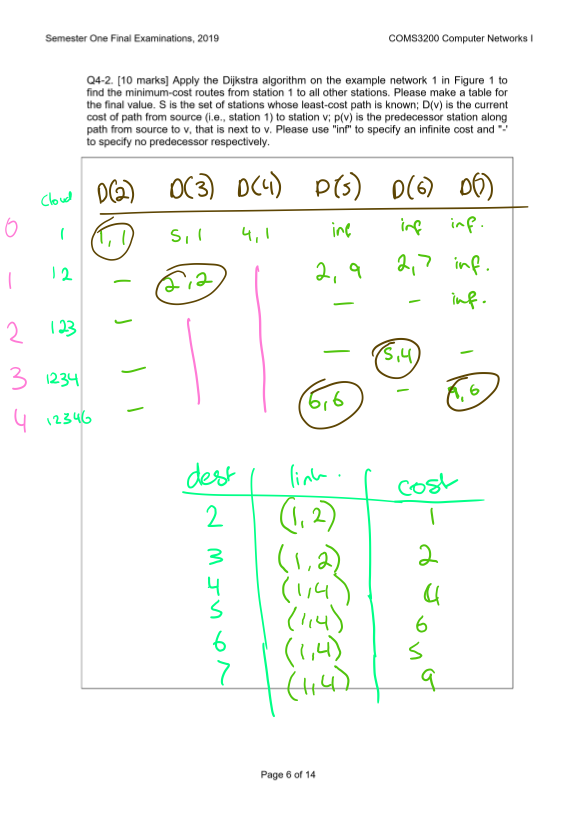 Semester One Final Examinations, 2019 COMS3200 Computer Networks I
Q4-2. [10 marks] Apply the Dijkstra algorithm on the example network 1 in Figure 1 to
find the minimum-cost routes from station 1 to all other stations. Please make a table for
the final value. S is the set of stations whose least-cost path is known; D(v) is the current
cost of path from source (i.e., station 1) to station v; p(v) is the predecessor station along
path from source to v, that is next to v. Please use "inf" to specify an infinite cost and "-'
to specify no predecessor respectively.
Cloud D(2) D(3) D(4) D(5) D(6) D(7)
0 1 1,1 5,1 4,1 inf inf inf.
1 12 — 2,2 2,9 2,7 inf.
— - inf.
2 123 —
— 5,4 —
3 1234 —
4 12346 — 6,6 - 9,6
dest link. cost
2 (1,2) 1
3 (1,2) 2
4 (1,4) 4
5 (1,4) 6
6 (1,4) 5
7 (1,4) 9
Page 6 of 14